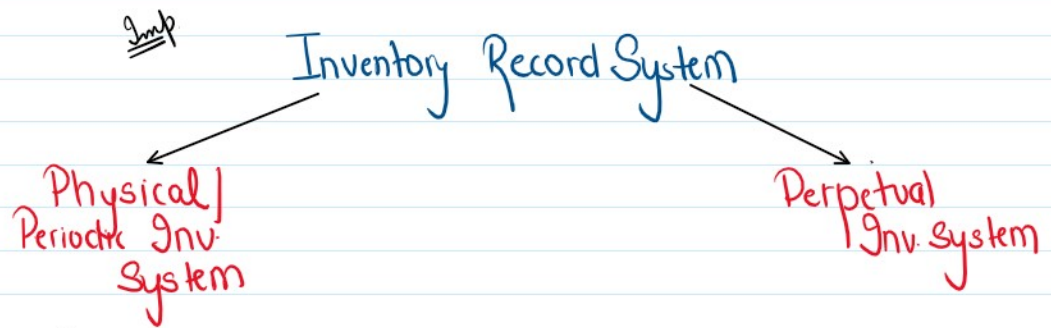 Imp
Inventory Record System
Physical/
Periodic Inv.
System
Perpetual
Inv. System